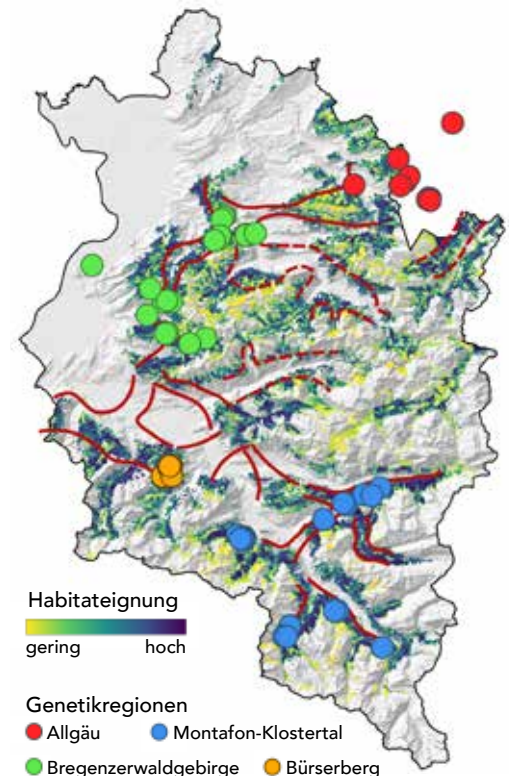 Habitateignung
gering hoch
Genetikregionen
Allgäu Montafon-Klostertal
Bregenzerwaldgebirge Bürserberg